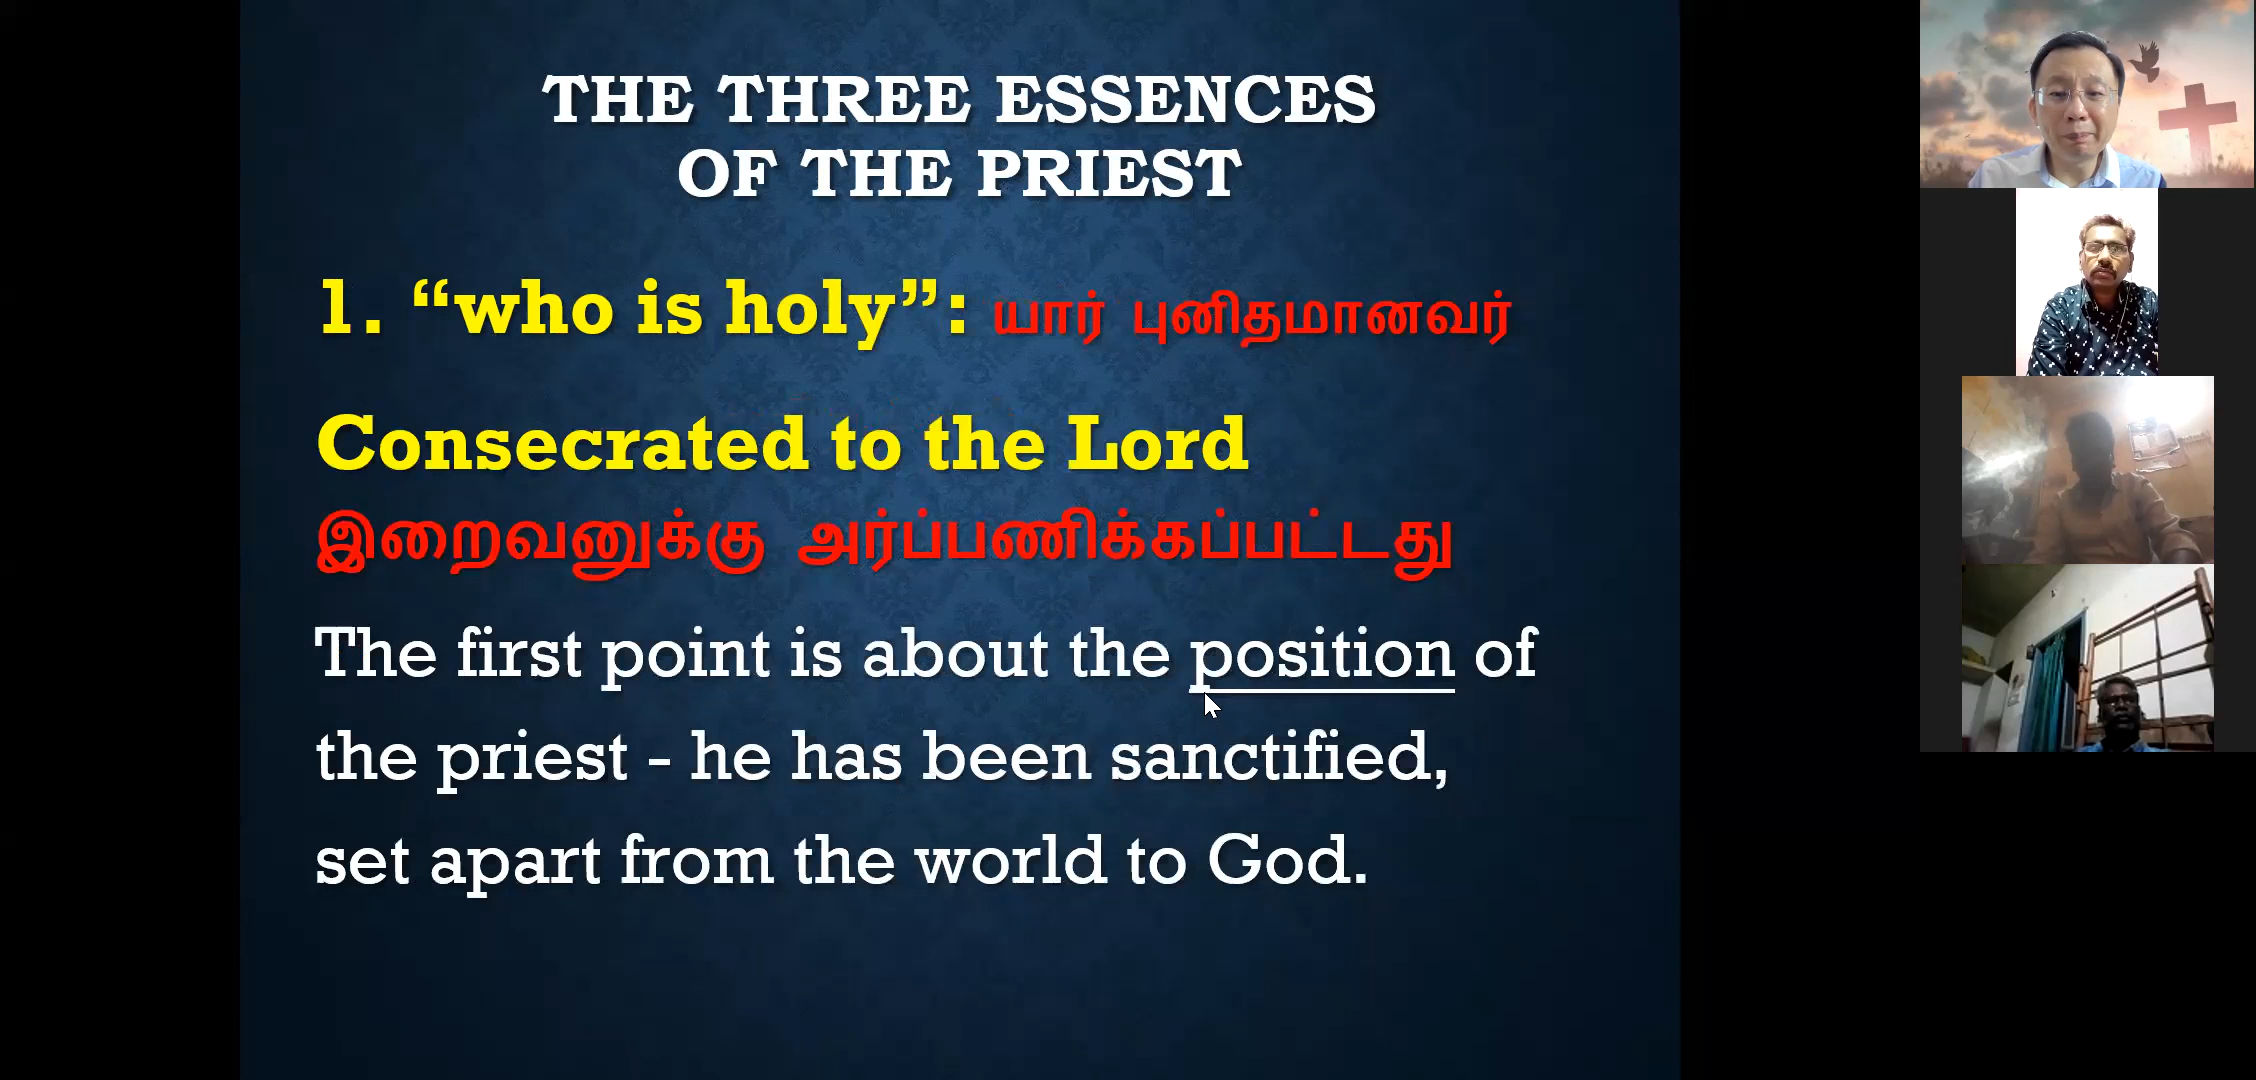 THE THREE ESSENCES
OF THE PRIEST
1. “who is holy”: யார் புனிதமானவர்
Consecrated to the Lord
இறைவனுக்கு அர்ப்பணிக்கப்பட்டது
The first point is about the position of
the priest - he has been sanctified,
set apart from the world to God.